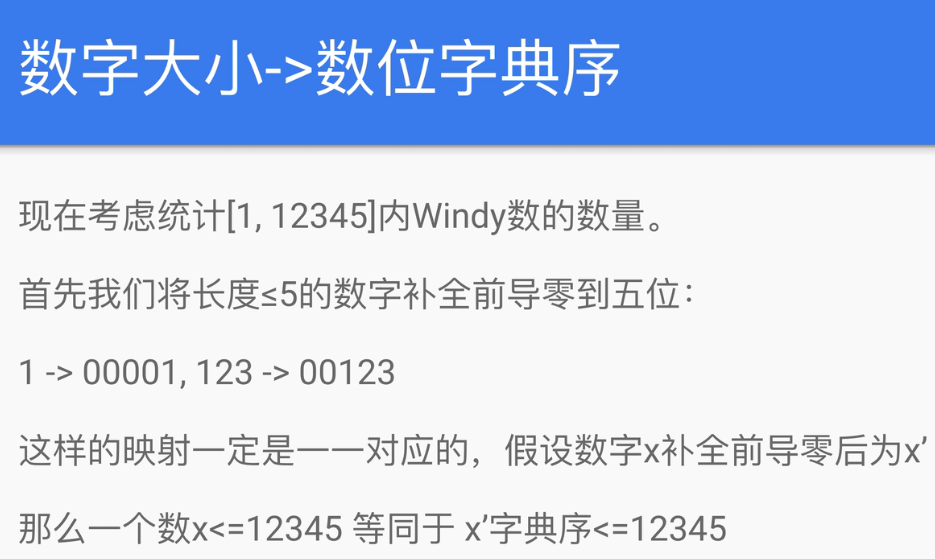 数字大小->数位字典序
现在考虑统计[1, 12345]内Windy数的数量。
首先我们将长度≤5的数字补全前导零到五位：
1 -> 00001, 123 -> 00123
这样的映射一定是一一对应的，假设数字x补全前导零后为x’
那么一个数x<=12345 等同于 x’字典序<=12345